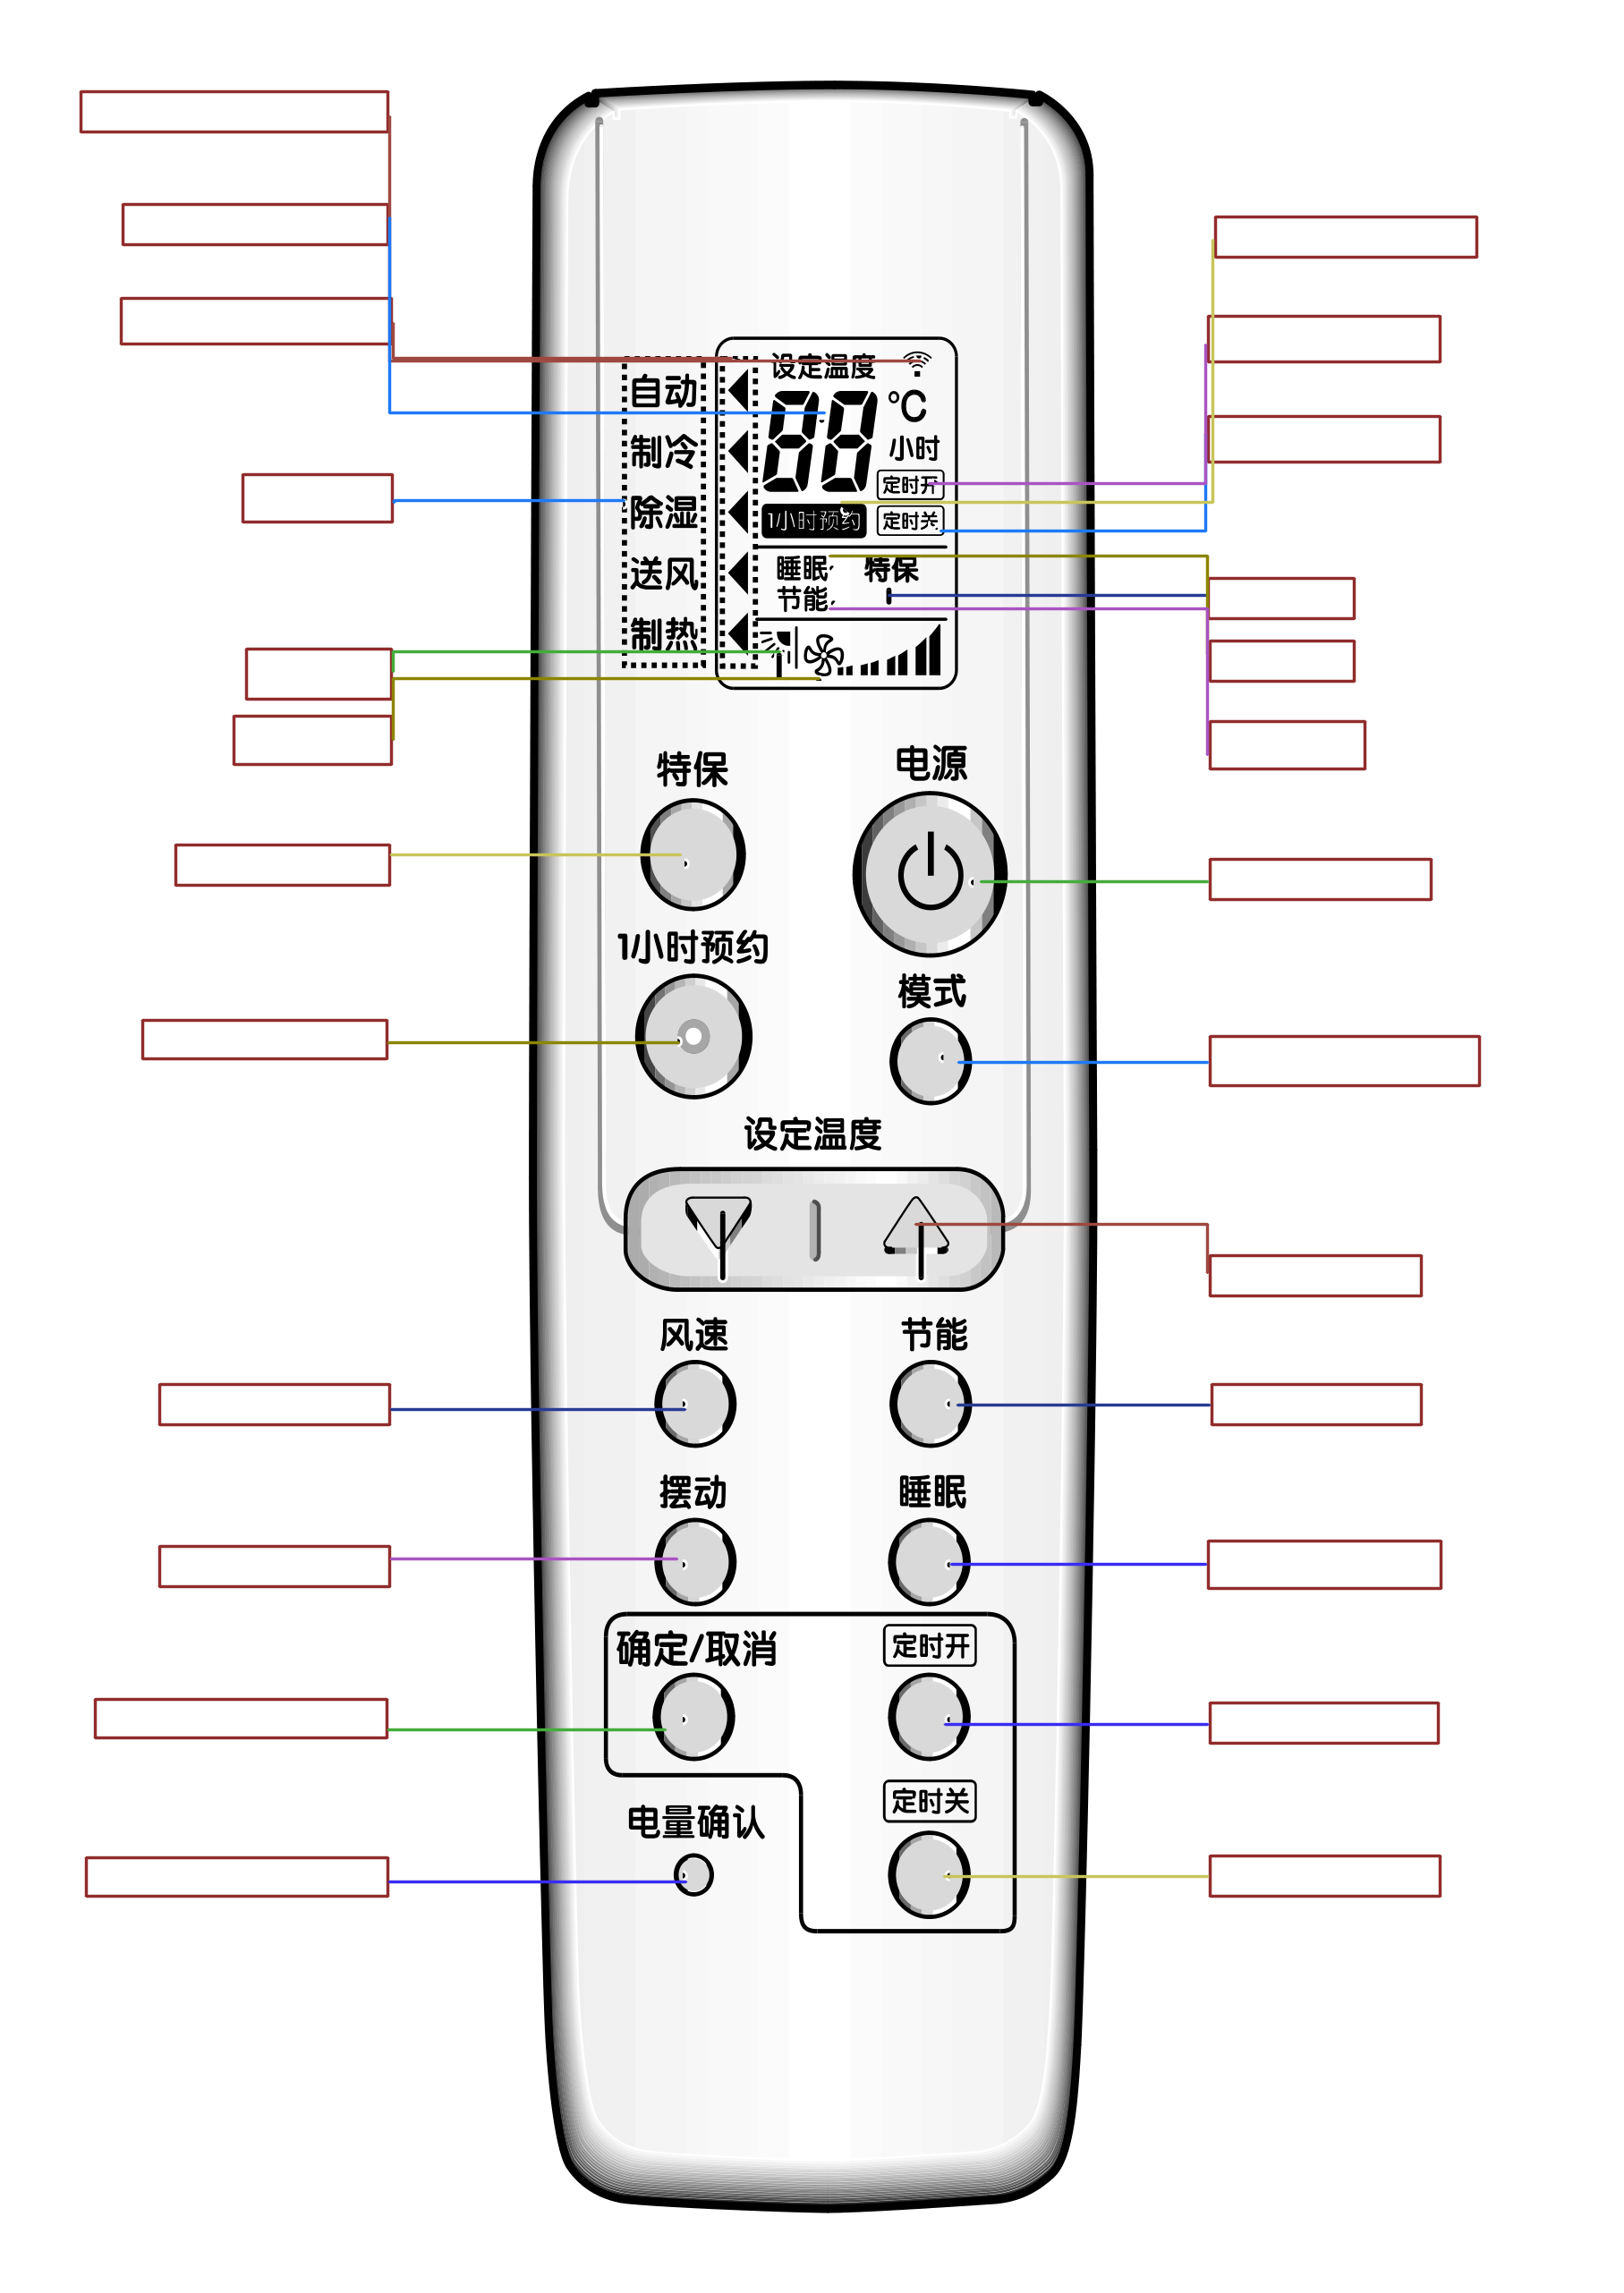 设定温度
自动
88 ℃
制冷
小时
定时开
除湿
1小时预约 定时关
送风
睡眠 特保
节能
制热
特保 电源
1小时预约
模式
设定温度
风速 节能
摆动 睡眠
确定/取消 定时开
定时关
电量确认